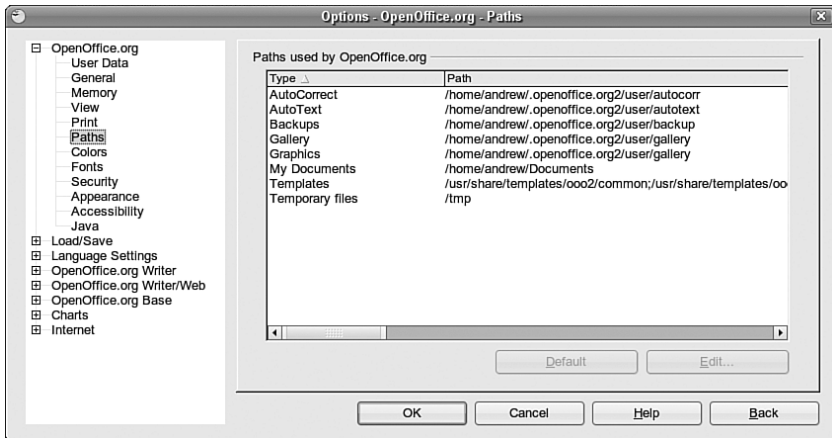 Options - OpenOffice.org - Paths
OpenOffice.org
User Data
General
Memory
View
Print
Paths
Colors
Fonts
Security
Appearance
Accessibility
Java
Load/Save
Language Settings
OpenOffice.org Writer
OpenOffice.org Writer/Web
OpenOffice.org Base
Charts
Internet
Paths used by OpenOffice.org
Type Path
AutoCorrect /home/andrew/.openoffice.org2/user/autocorr
AutoText /home/andrew/.openoffice.org2/user/autotext
Backups /home/andrew/.openoffice.org2/user/backup
Gallery /home/andrew/.openoffice.org2/user/gallery
Graphics /home/andrew/.openoffice.org2/user/gallery
My Documents /home/andrew/Documents
Templates /usr/share/templates/ooo2/common;/usr/share/templates/oo
Temporary files /tmp
Default Edit...
OK Cancel Help Back